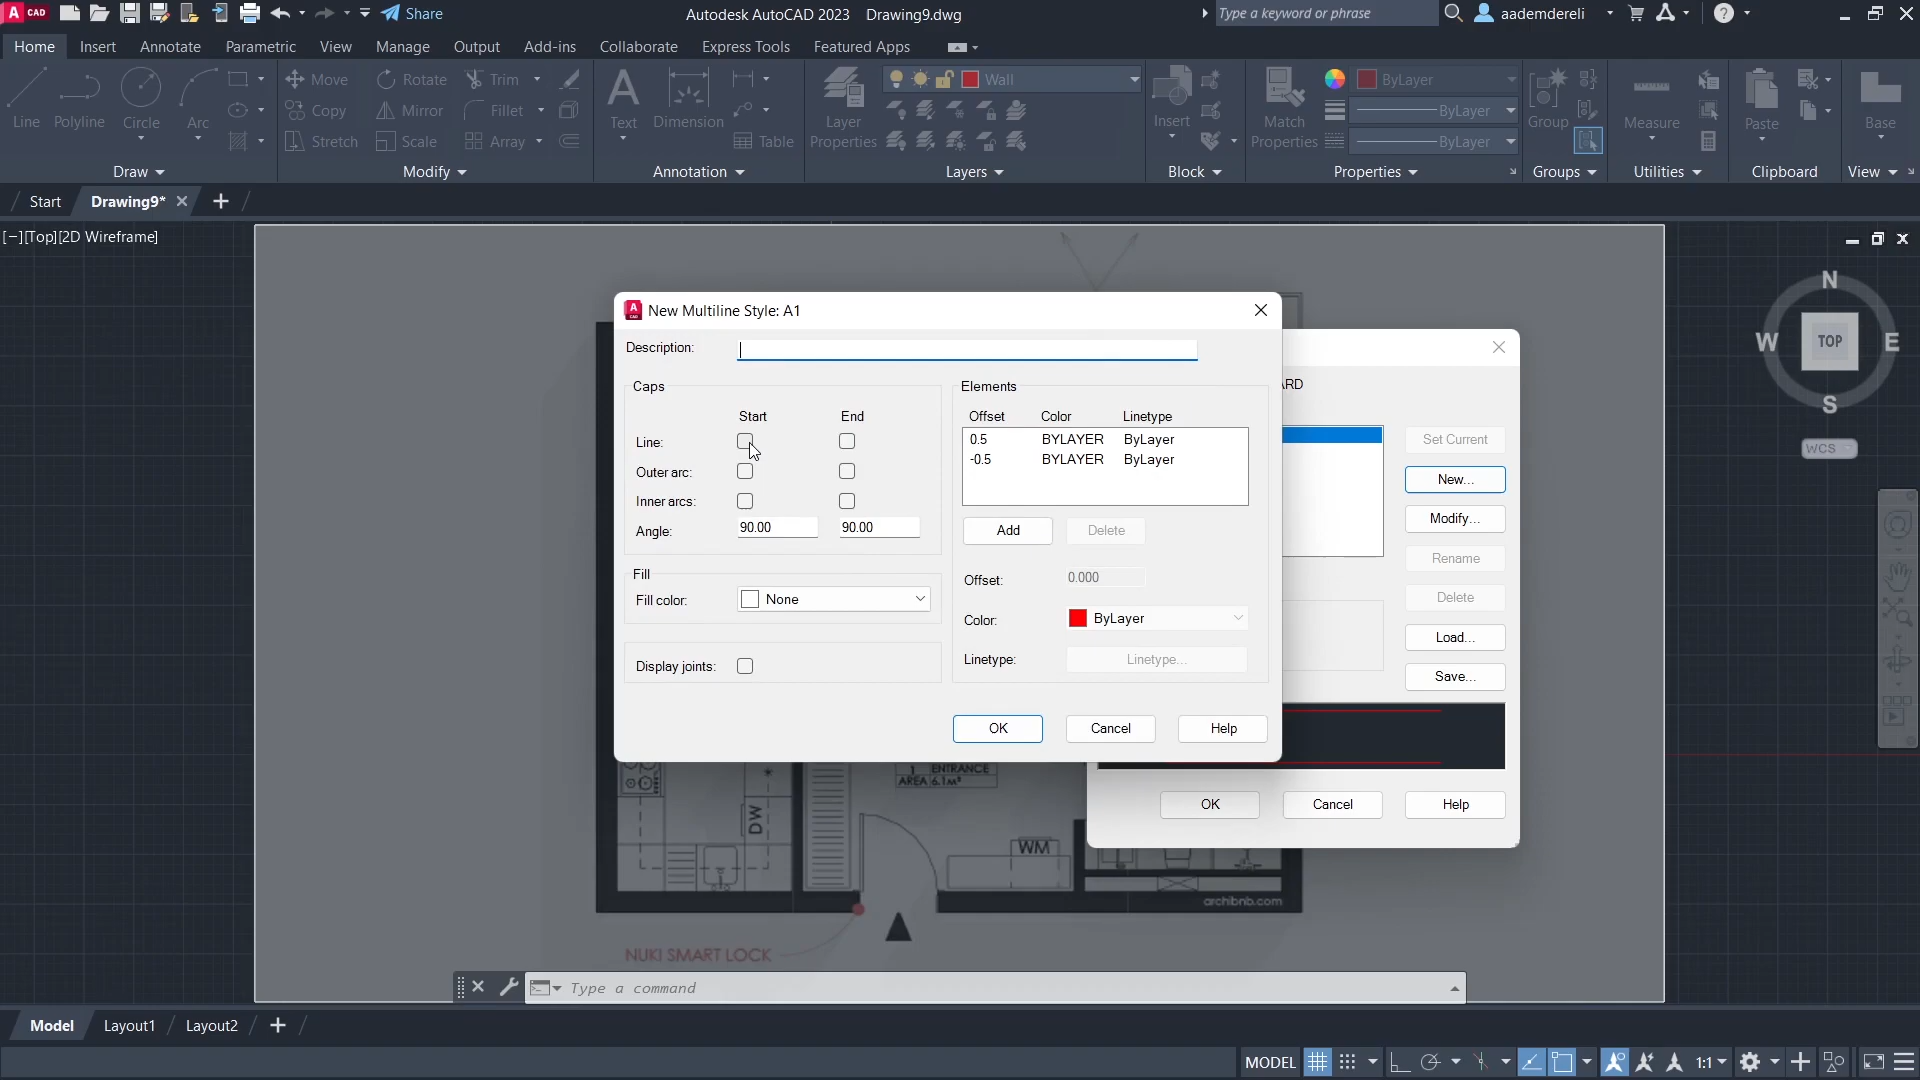 A CAD
Share
Autodesk AutoCAD 2023 Drawing9.dwg
Type a keyword or phrase
aademdereli
Home Insert Annotate Parametric View Manage Output Add-ins Collaborate Express Tools Featured Apps
Line Polyline Circle Arc
Move Rotate Trim
Copy Mirror Fillet
Stretch Scale Array
Text Dimension Table
Layer Properties
Wall
Insert
Match Properties
ByLayer
ByLayer
ByLayer
Group
Measure
Paste
Base
Draw Modify Annotation Layers Block Properties Groups Utilities Clipboard View
Start Drawing9*
[−][Top][2D Wireframe]
N
W TOP E
S
WCS
New Multiline Style: A1
Description:
Caps
Start End
Line:
Outer arc:
Inner arcs:
Angle: 90.00 90.00
Fill
Fill color: None
Display joints:
Elements
Offset Color Linetype
0.5 BYLAYER ByLayer
-0.5 BYLAYER ByLayer
Add Delete
Offset: 0.000
Color: ByLayer
Linetype: Linetype...
OK Cancel Help
ARD
Set Current
New...
Modify...
Rename
Delete
Load...
Save...
OK Cancel Help
1 ENTRANCE
AREA 6.1m²
DW
WM
archibnb.com
NUKI SMART LOCK
Type a command
Model Layout1 Layout2
MODEL 1:1